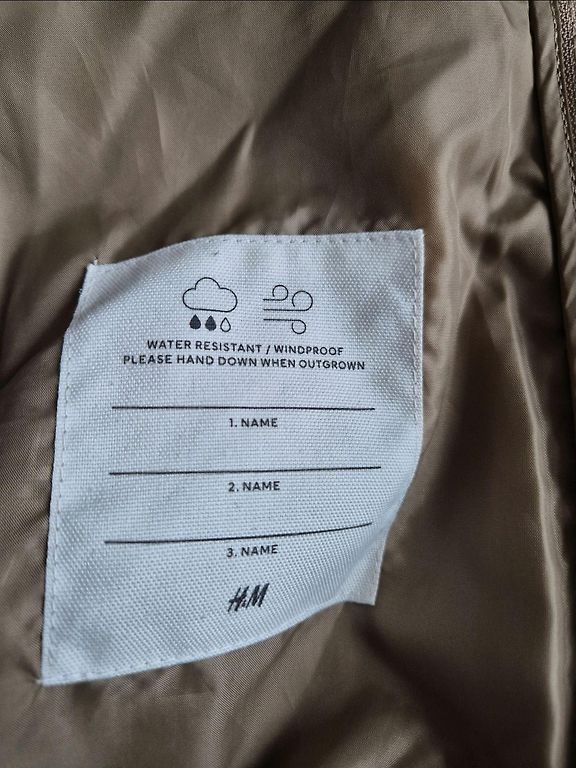 WATER RESISTANT / WINDPROOF
PLEASE HAND DOWN WHEN OUTGROWN
1. NAME
2. NAME
3. NAME
H&M